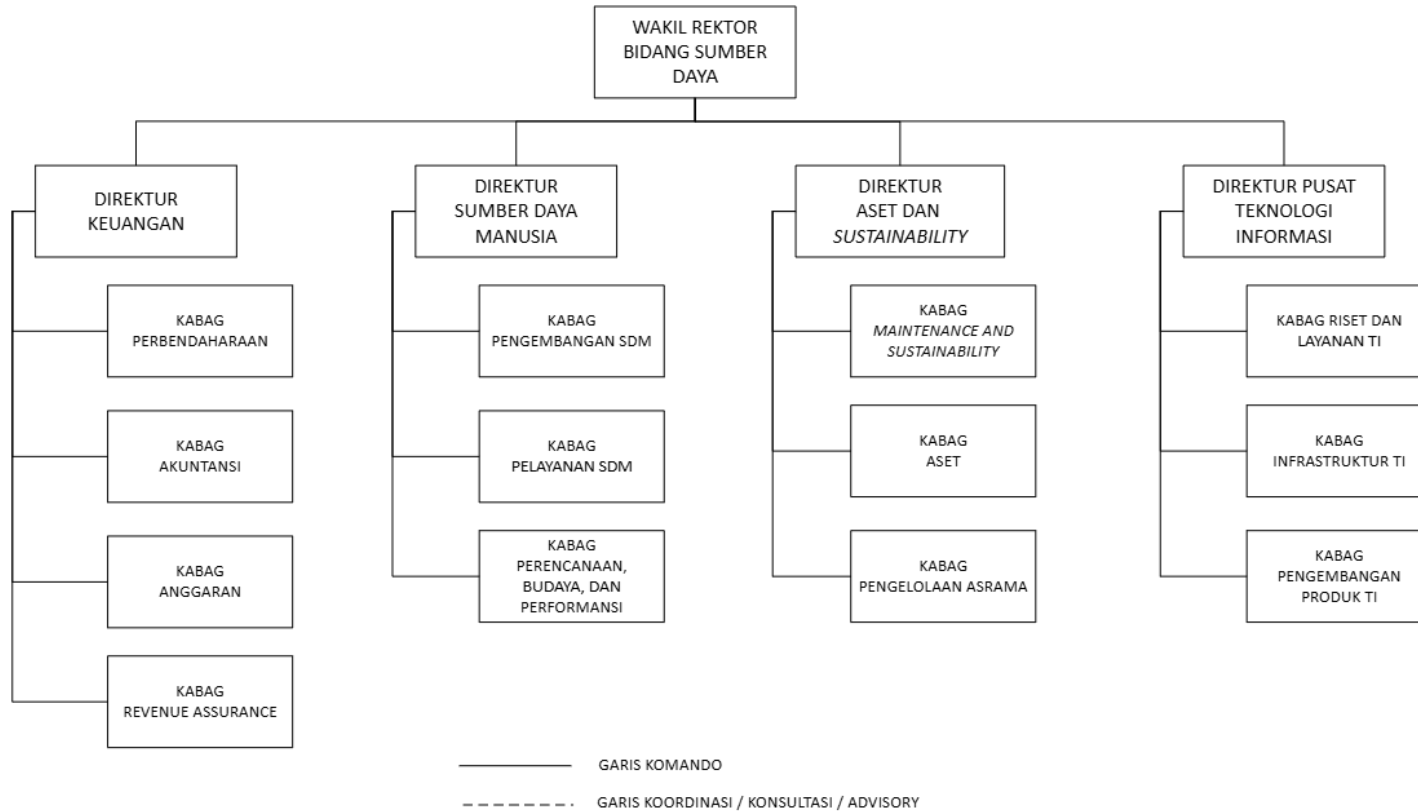 WAKIL REKTOR
BIDANG SUMBER
DAYA
DIREKTUR
KEUANGAN
DIREKTUR
SUMBER DAYA
MANUSIA
DIREKTUR
ASET DAN
SUSTAINABILITY
DIREKTUR PUSAT
TEKNOLOGI
INFORMASI
KABAG
PERBENDAHARAAN
KABAG
PENGEMBANGAN SDM
KABAG
MAINTENANCE AND
SUSTAINABILITY
KABAG RISET DAN
LAYANAN TI
KABAG
AKUNTANSI
KABAG
PELAYANAN SDM
KABAG
ASET
KABAG
INFRASTRUKTUR TI
KABAG
ANGGARAN
KABAG
PERENCANAAN,
BUDAYA, DAN
PERFORMANSI
KABAG
PENGELOLAAN ASRAMA
KABAG
PENGEMBANGAN
PRODUK TI
KABAG
REVENUE ASSURANCE
GARIS KOMANDO
GARIS KOORDINASI / KONSULTASI / ADVISORY